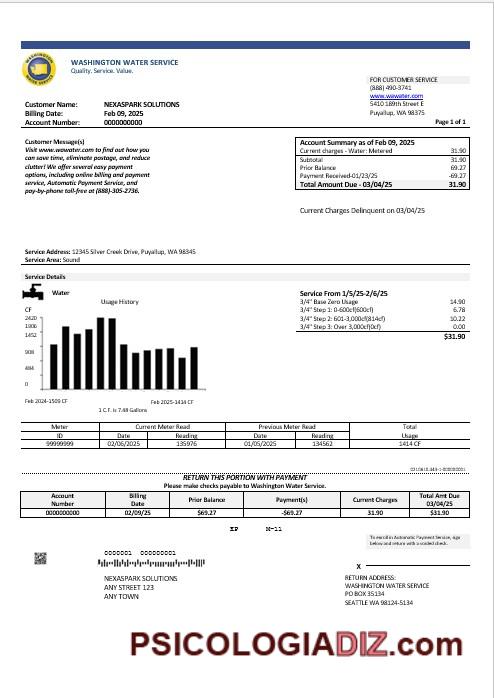 WASHINGTON WATER SERVICE
Quality. Service. Value.
FOR CUSTOMER SERVICE
(888) 490-3741
www.wawater.com
5410 189th Street E
Puyallup, WA 98375
Customer Name: NEXASPARK SOLUTIONS
Billing Date: Feb 09, 2025
Account Number: 0000000000
Page 1 of 1
Customer Message(s)
Visit www.wawater.com to find out how you
can save time, eliminate postage, and reduce
clutter! We offer several easy payment
options, including online billing and payment
service, Automatic Payment Service, and
pay-by-phone toll-free at (888)-305-2736.
Account Summary as of Feb 09, 2025
Current charges - Water: Metered 31.90
Subtotal 31.90
Prior Balance 69.27
Payment Received-01/23/25 -69.27
Total Amount Due - 03/04/25 31.90
Current Charges Delinquent on 03/04/25
Service Address: 12345 Silver Creek Drive, Puyallup, WA 98345
Service Area: Sound
Service Details
Water
Usage History
CF
2420
1906
1452
908
484
0
Feb 2024-1509 CF Feb 2025-1414 CF
1 C.F. is 7.48 Gallons
Service From 1/5/25-2/6/25
3/4" Base Zero Usage 14.90
3/4" Step 1: 0-600cf(600cf) 6.78
3/4" Step 2: 601-3,000cf(814cf) 10.22
3/4" Step 3: Over 3,000cf(0cf) 0.00
$31.90
Meter Current Meter Read Previous Meter Read Total
ID Date Reading Date Reading Usage
99999999 02/06/2025 135976 01/05/2025 134562 1414 CF
RETURN THIS PORTION WITH PAYMENT
Please make checks payable to Washington Water Service.
Account Number Billing Date Prior Balance Payment(s) Current Charges Total Amt Due 03/04/25
0000000000 02/09/25 $69.27 -$69.27 31.90 $31.90
To enroll in Automatic Payment Service, sign
below and return with a voided check.
0000001 000000001
X
NEXASPARK SOLUTIONS
ANY STREET 123
ANY TOWN
RETURN ADDRESS:
WASHINGTON WATER SERVICE
PO BOX 35134
SEATTLE WA 98124-5134
PSICOLOGIADIZ.com